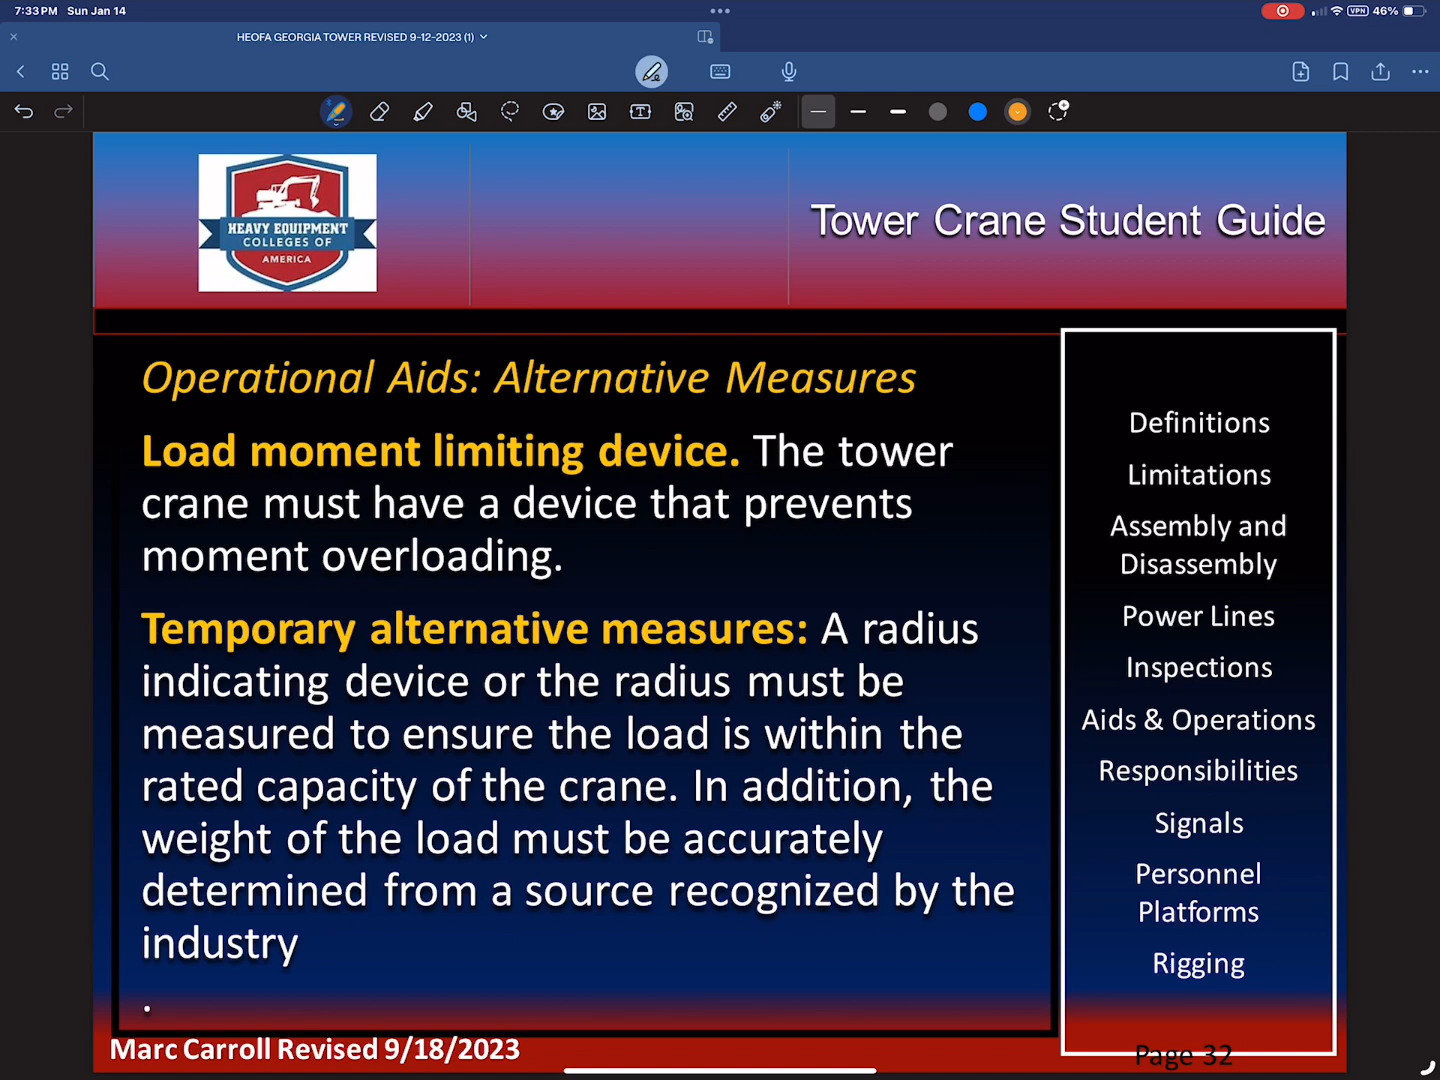 7:33 PM Sun Jan 14
VPN 46%
HEOFA GEORGIA TOWER REVISED 9-12-2023 (1)
HEAVY EQUIPMENT
COLLEGES OF
AMERICA
Tower Crane Student Guide
Operational Aids: Alternative Measures
Load moment limiting device. The tower
crane must have a device that prevents
moment overloading.
Temporary alternative measures: A radius
indicating device or the radius must be
measured to ensure the load is within the
rated capacity of the crane. In addition, the
weight of the load must be accurately
determined from a source recognized by the
industry
.
Definitions
Limitations
Assembly and
Disassembly
Power Lines
Inspections
Aids & Operations
Responsibilities
Signals
Personnel
Platforms
Rigging
Marc Carroll Revised 9/18/2023
Page 32